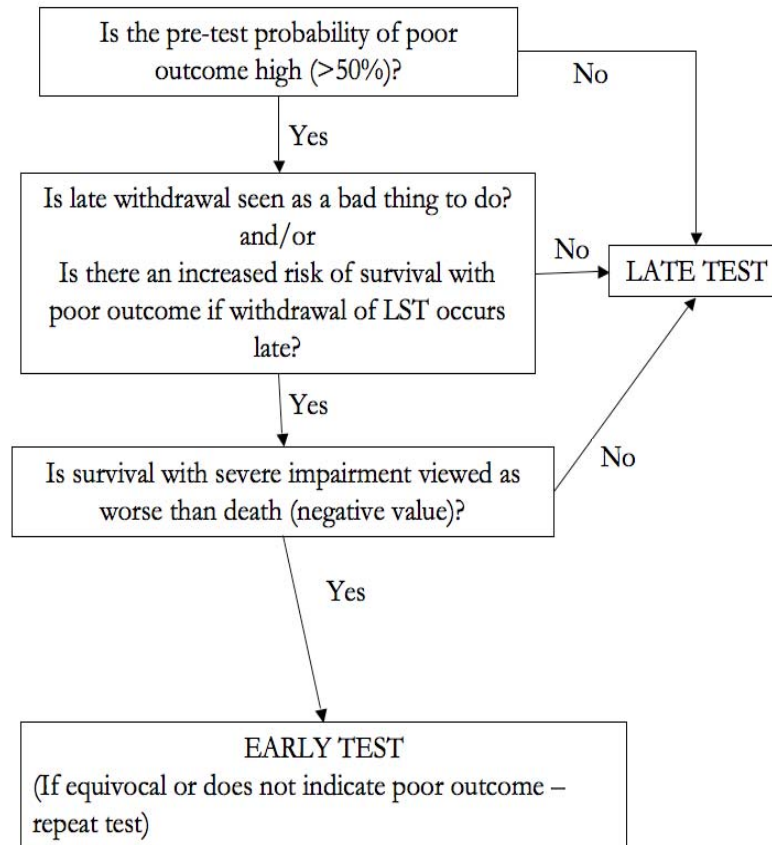 Is the pre-test probability of poor
outcome high (>50%)?
No
Yes
Is late withdrawal seen as a bad thing to do?
and/or
Is there an increased risk of survival with
poor outcome if withdrawal of LST occurs
late?
No
LATE TEST
Yes
Is survival with severe impairment viewed as
worse than death (negative value)?
No
Yes
EARLY TEST
(If equivocal or does not indicate poor outcome –
repeat test)